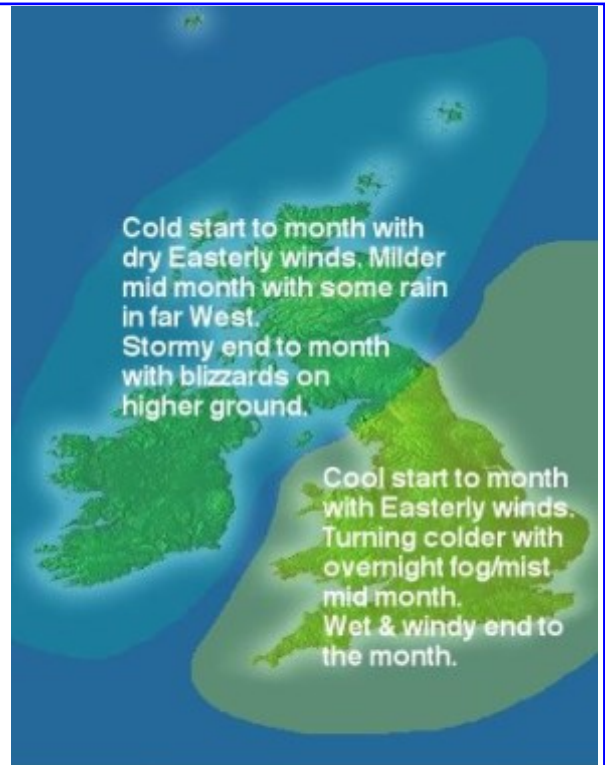 Cold start to month with
dry Easterly winds. Milder
mid month with some rain
in far West.
Stormy end to month
with blizzards on
higher ground.
Cool start to month
with Easterly winds.
Turning colder with
overnight fog/mist
mid month.
Wet & windy end to
the month.